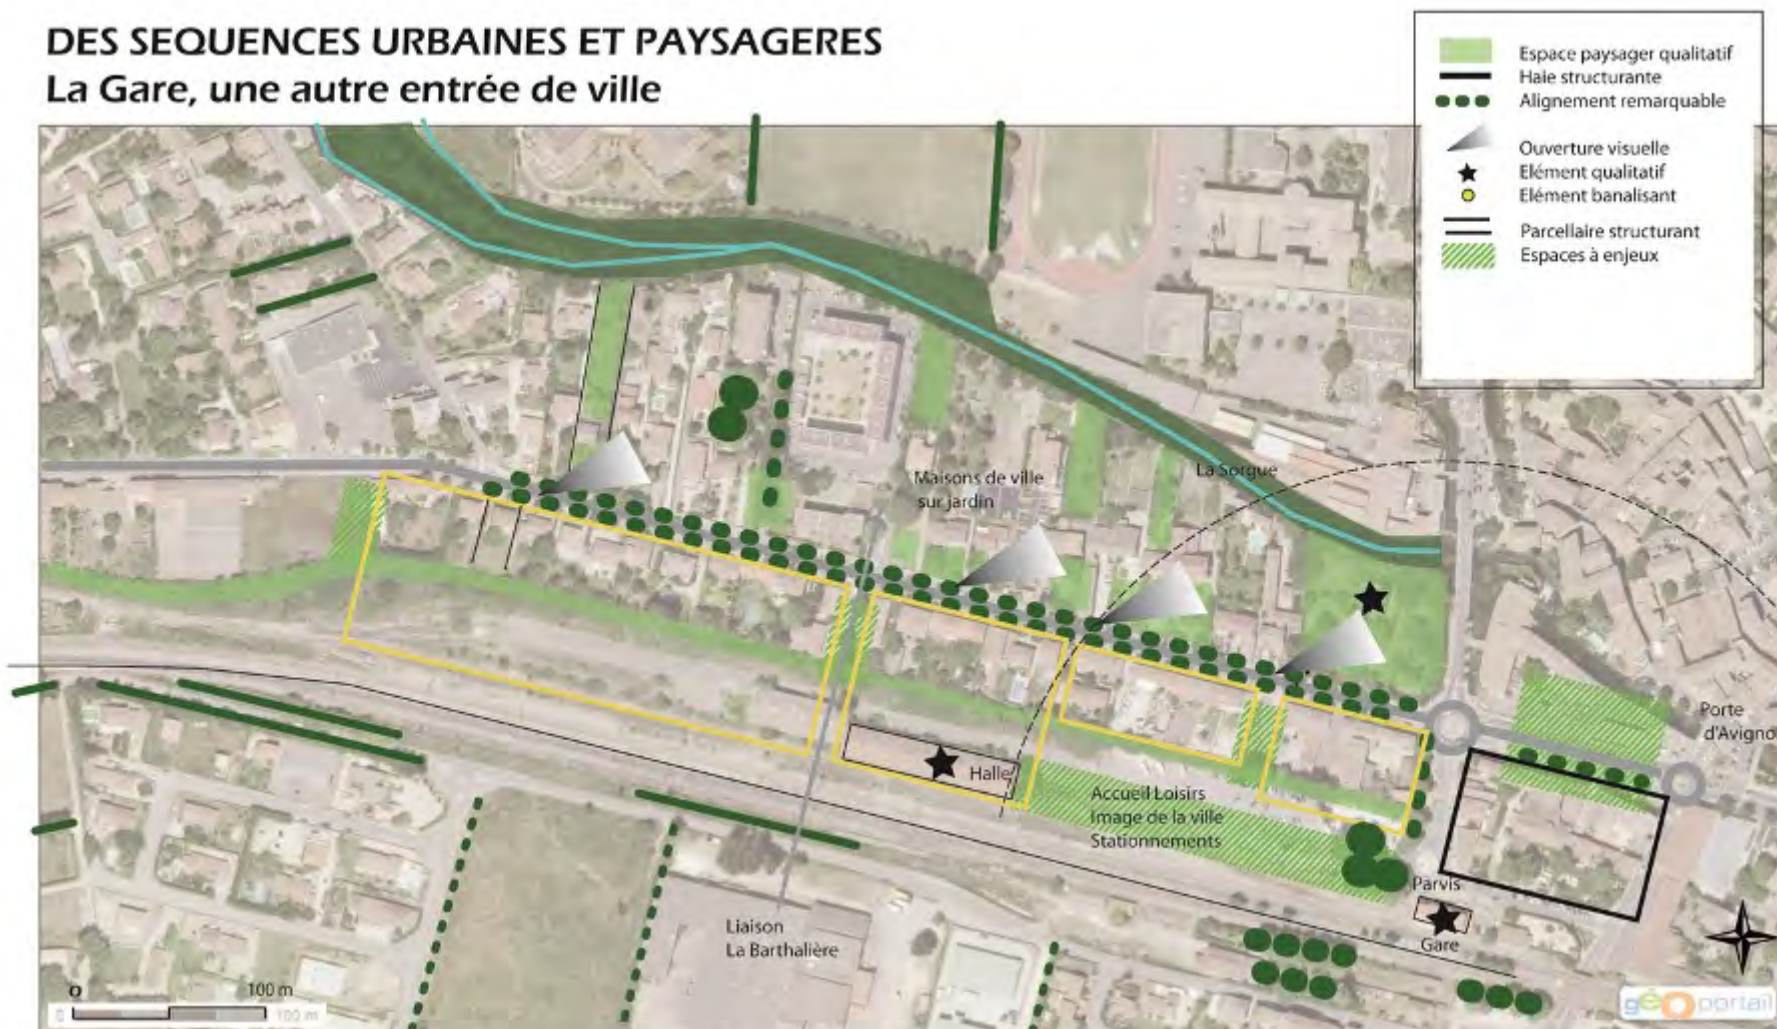 DES SEQUENCES URBAINES ET PAYSAGERES
La Gare, une autre entrée de ville
Espace paysager qualitatif
Haie structurante
Alignement remarquable
Ouverture visuelle
Elément qualitatif
Elément banalisant
Parcellaire structurant
Espaces à enjeux
Maisons de ville
sur jardin
La Sorgue
Porte
d'Avigno
Halle
Accueil Loisirs
Image de la ville
Stationnements
Parvis
Gare
Liaison
La Barthalière
0 100 m
0 100 m
géoportail